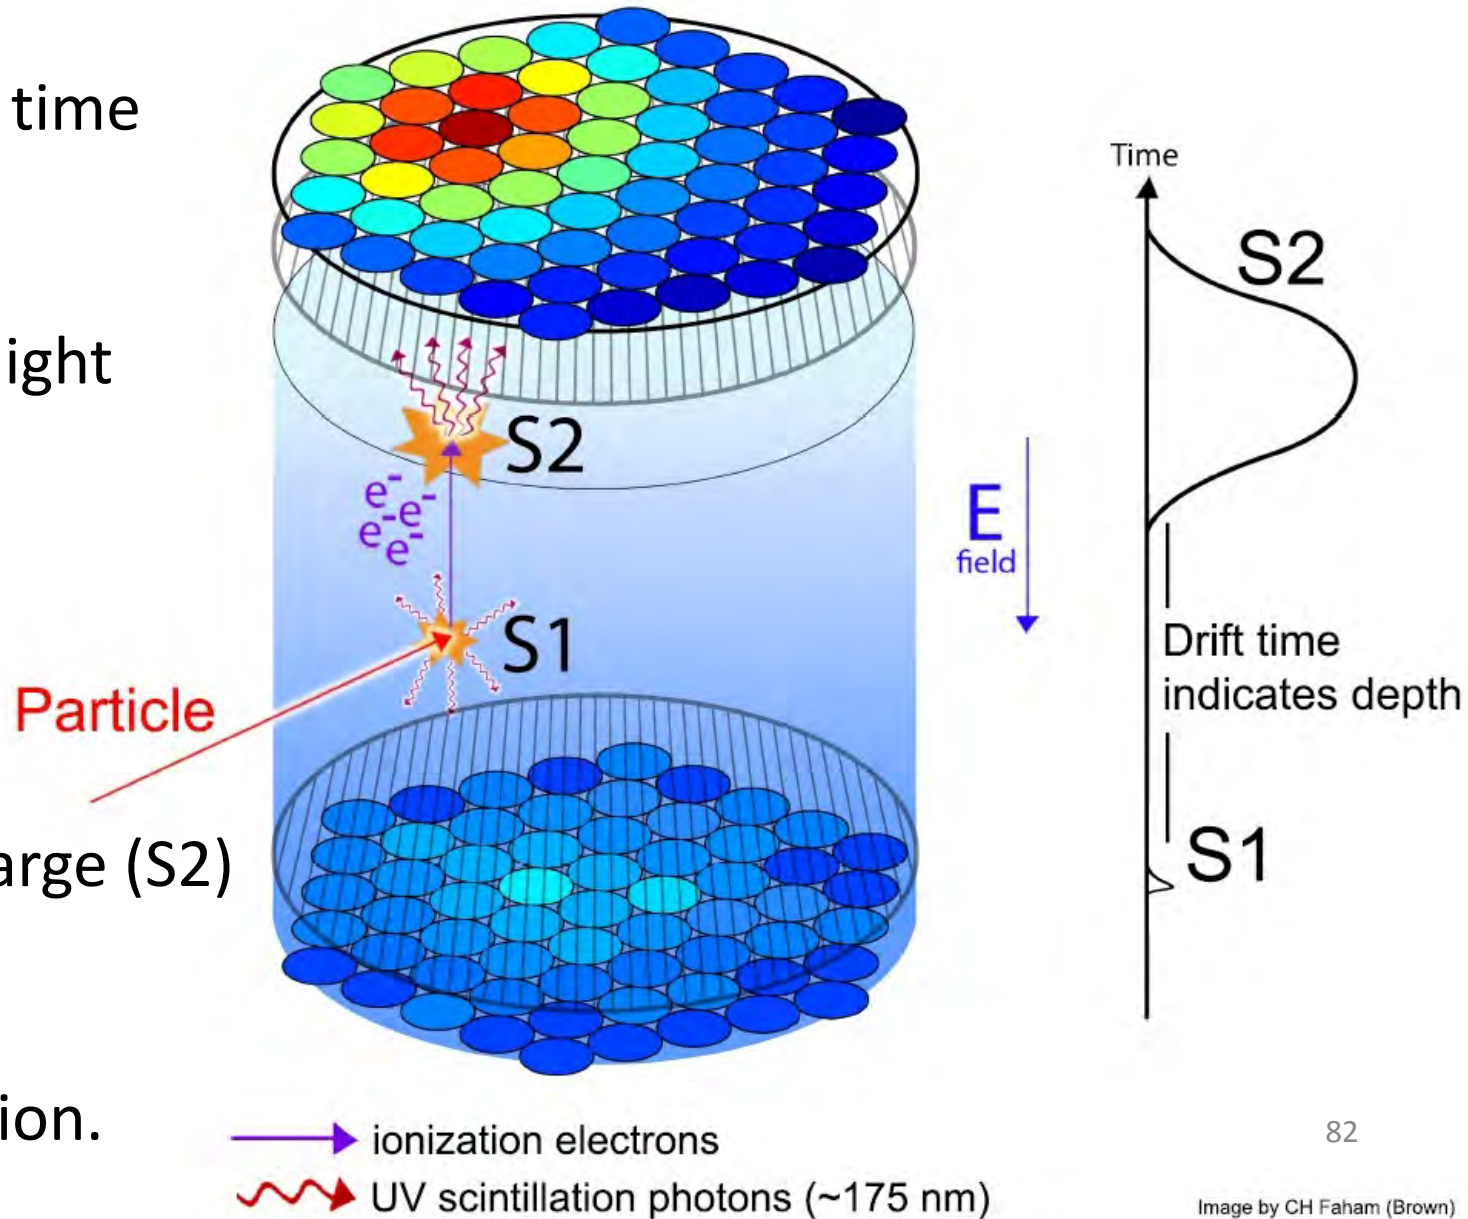 time
ight
arge (S2)
ion.
Particle
S2
e- e-
e- e-
S1
E
field
Time
S2
Drift time
indicates depth
S1
ionization electrons
UV scintillation photons (~175 nm)
82
Image by CH Faham (Brown)